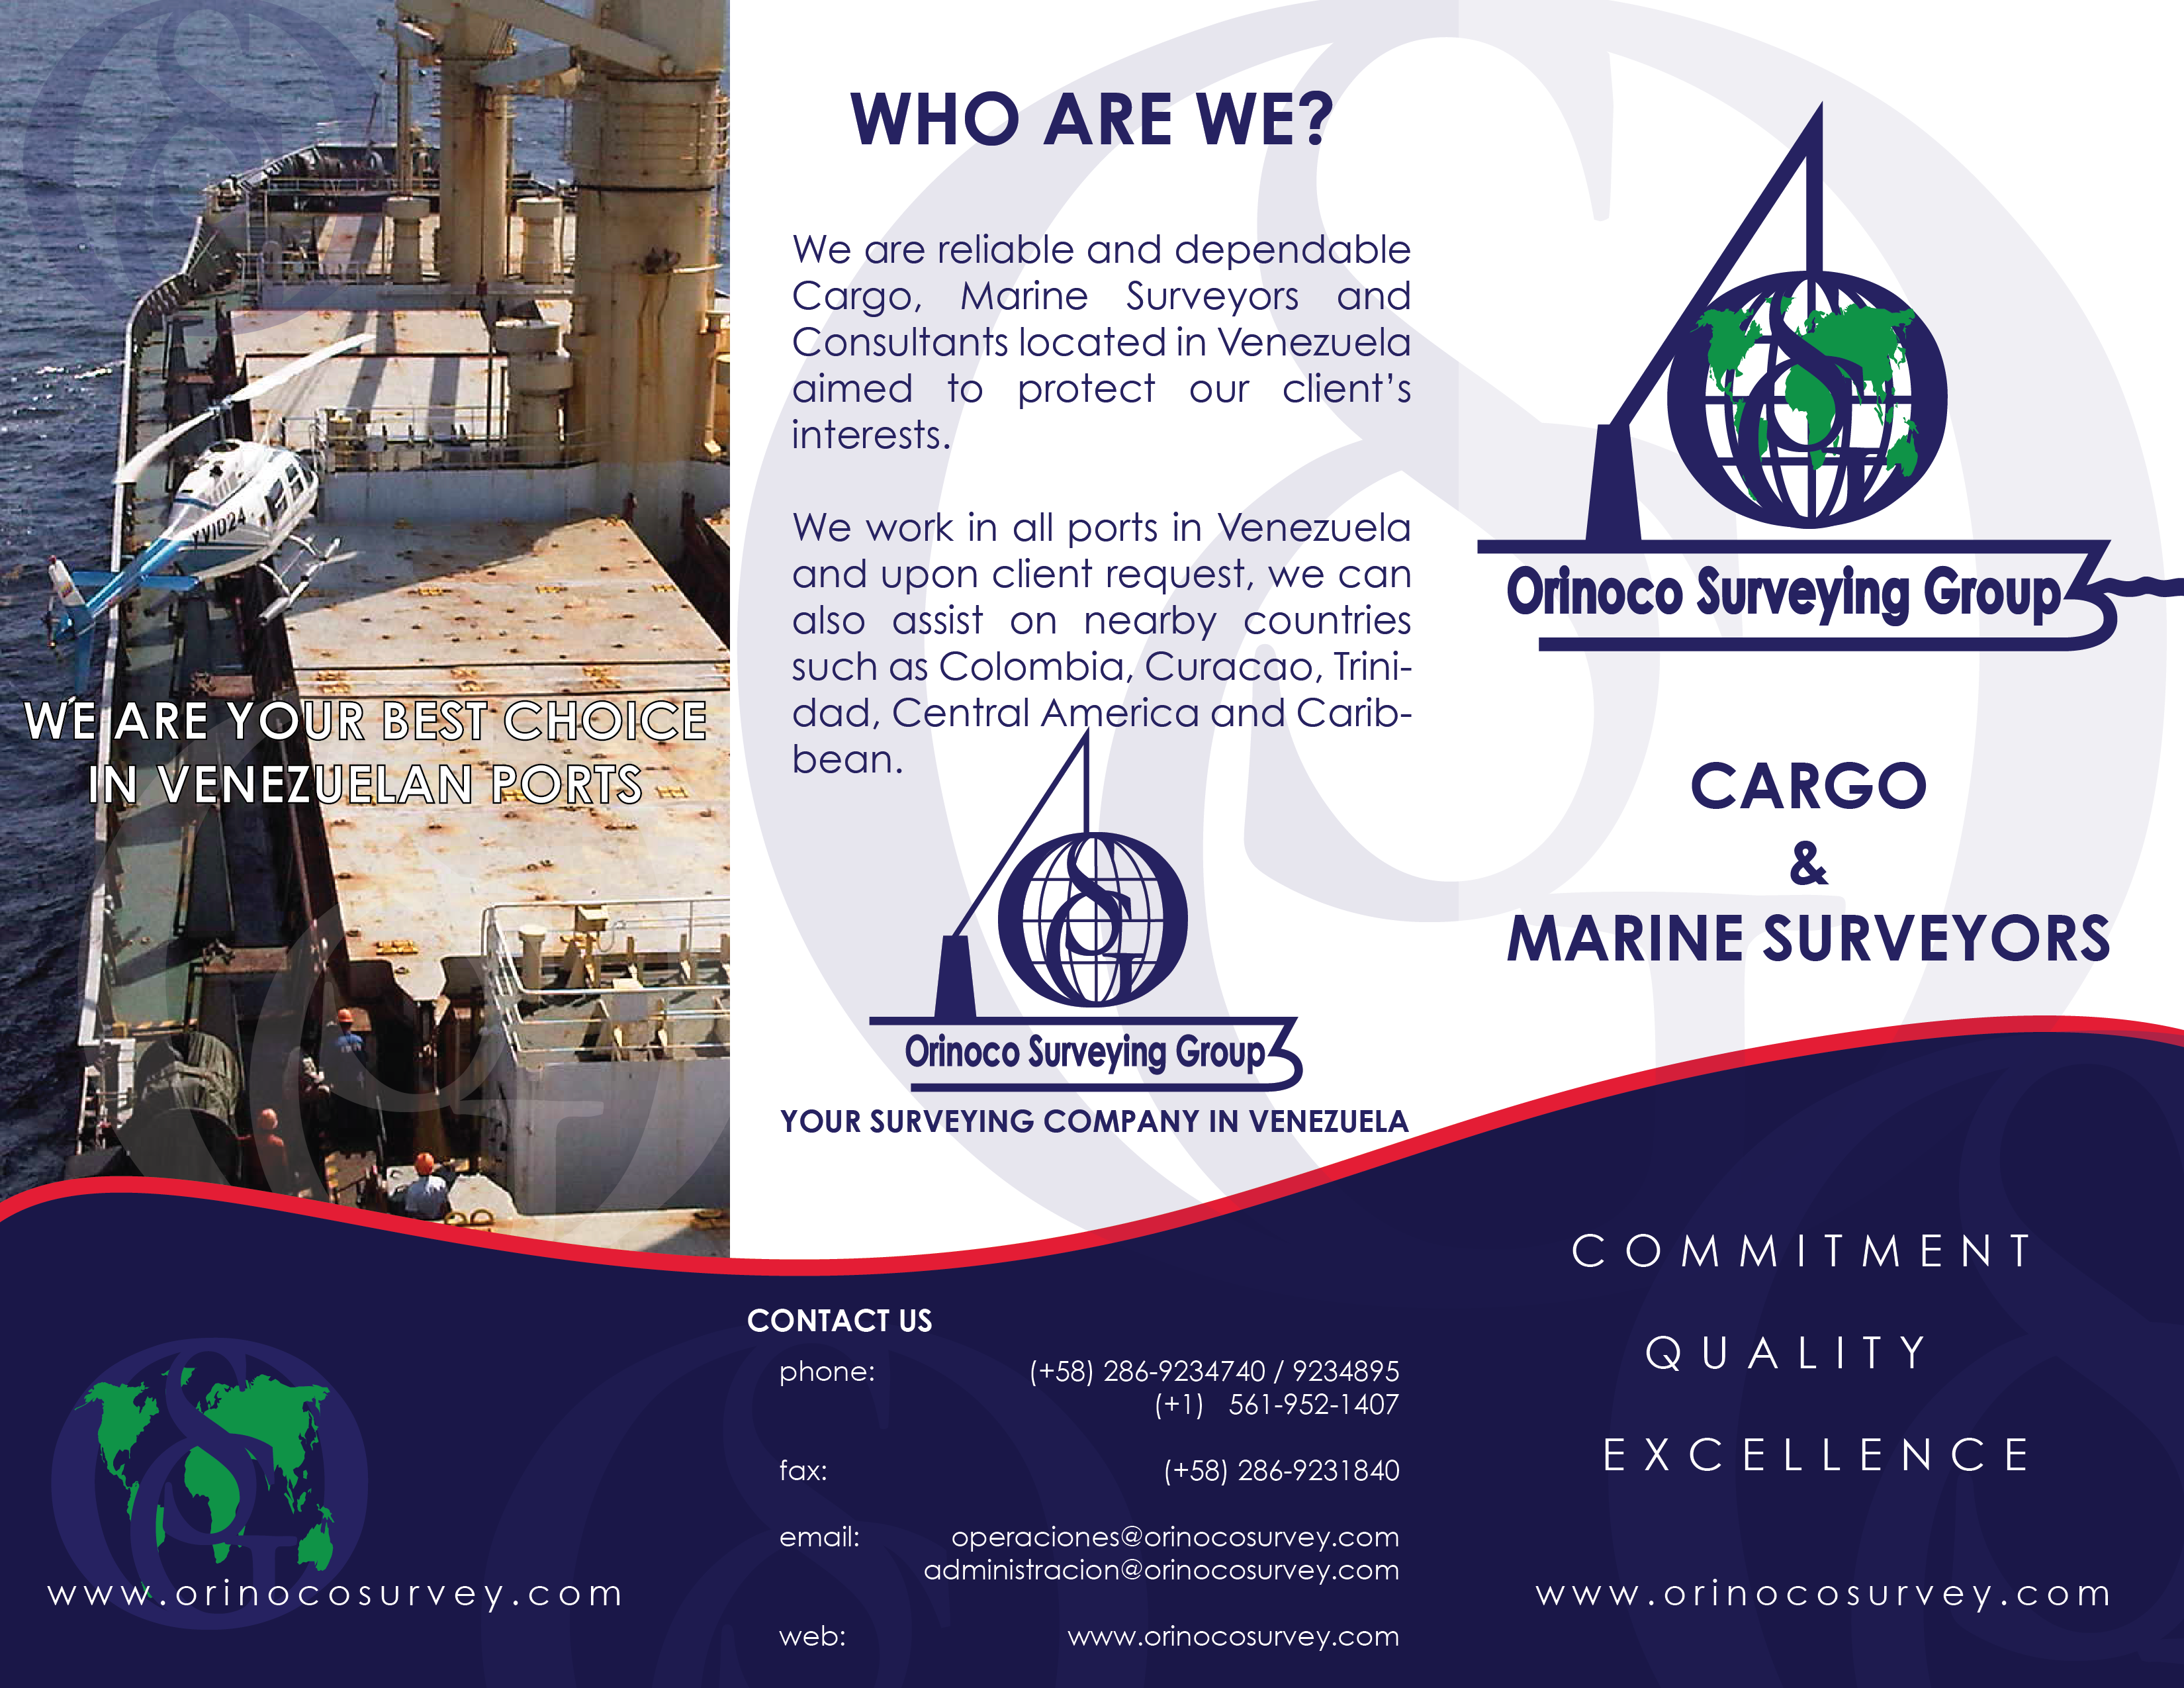 YV1024
WE ARE YOUR BEST CHOICE
IN VENEZUELAN PORTS
www.orinocosurvey.com
WHO ARE WE?
We are reliable and dependable
Cargo, Marine Surveyors and
Consultants located in Venezuela
aimed to protect our client’s
interests.
We work in all ports in Venezuela
and upon client request, we can
also assist on nearby countries
such as Colombia, Curacao, Trini-
dad, Central America and Carib-
bean.
OSG
Orinoco Surveying Group
YOUR SURVEYING COMPANY IN VENEZUELA
CONTACT US
phone: (+58) 286-9234740 / 9234895
(+1) 561-952-1407
fax: (+58) 286-9231840
email: operaciones@orinocosurvey.com
administracion@orinocosurvey.com
web: www.orinocosurvey.com
OSG
Orinoco Surveying Group
CARGO
&
MARINE SURVEYORS
COMMITMENT
QUALITY
EXCELLENCE
www.orinocosurvey.com